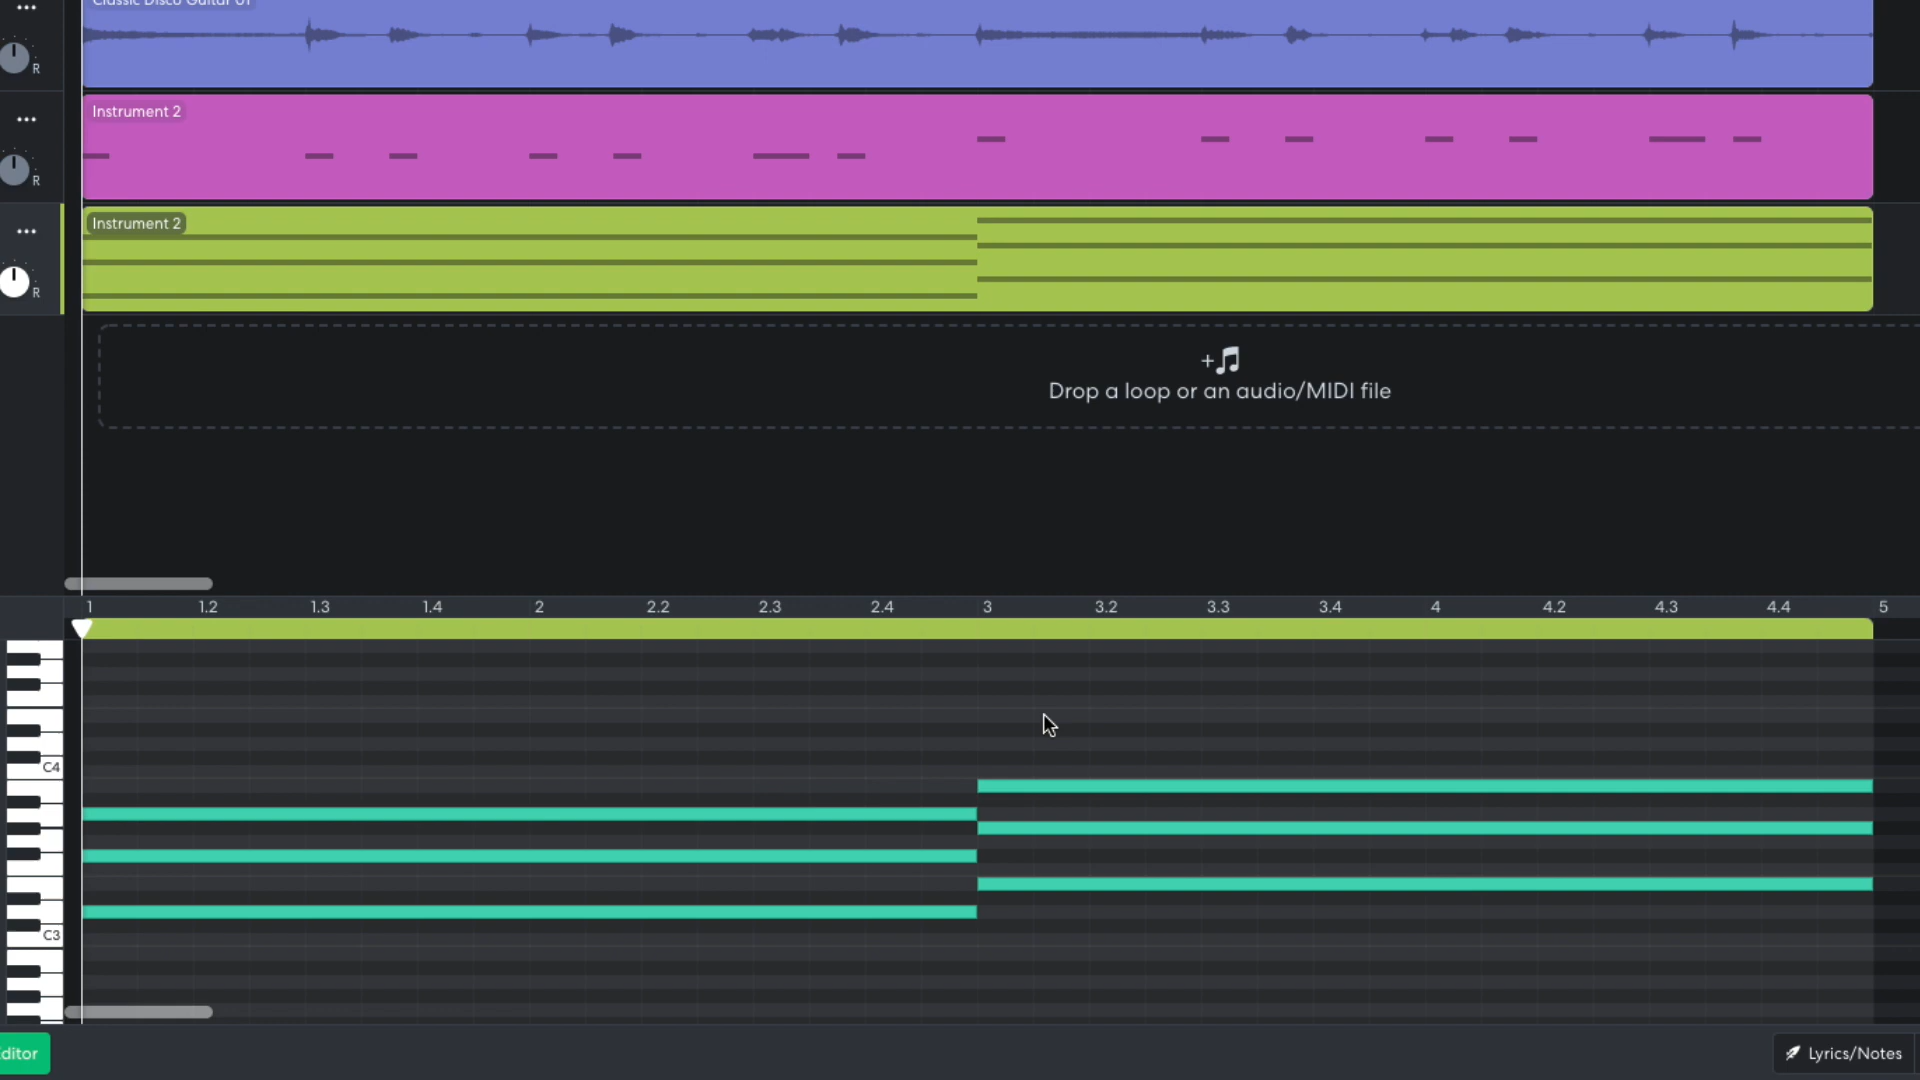 Classic Disco Guitar 01
R
Instrument 2
R
Instrument 2
R
+
Drop a loop or an audio/MIDI file
1 1.2 1.3 1.4 2 2.2 2.3 2.4 3 3.2 3.3 3.4 4 4.2 4.3 4.4 5
C4
C3
ditor
Lyrics/Notes